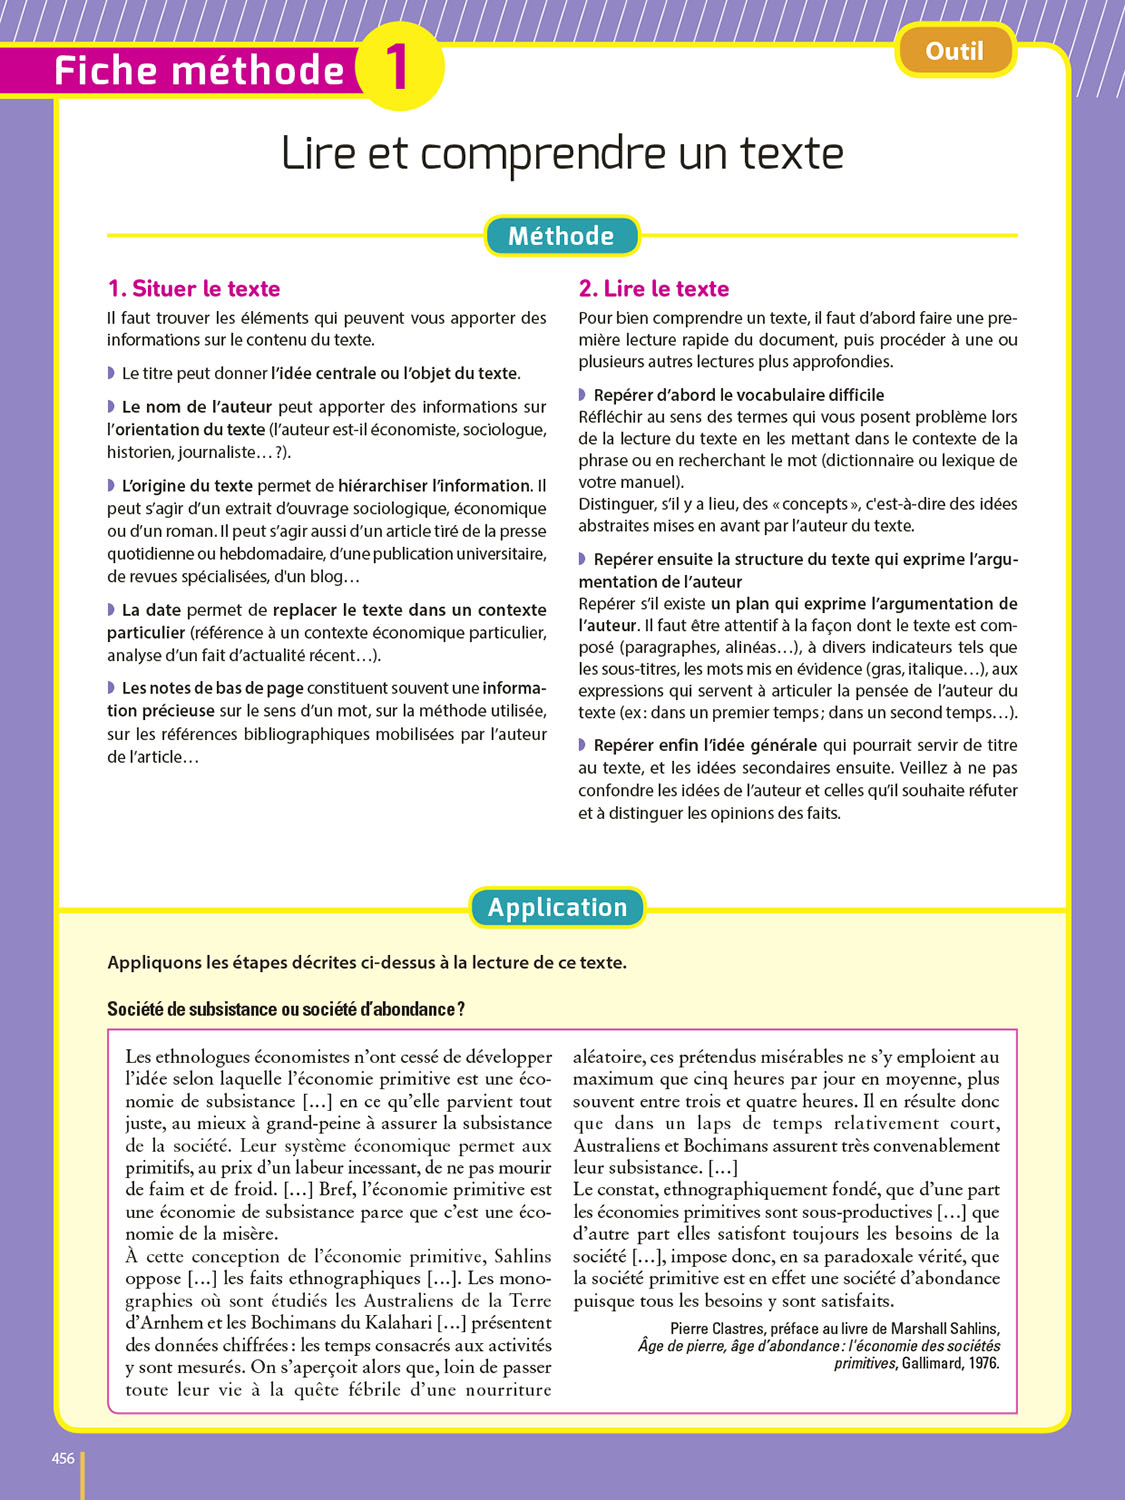 Fiche méthode 1
Outil
Lire et comprendre un texte
Méthode
1. Situer le texte
Il faut trouver les éléments qui peuvent vous apporter des
informations sur le contenu du texte.
◗ Le titre peut donner l’idée centrale ou l’objet du texte.
◗ Le nom de l’auteur peut apporter des informations sur
l’orientation du texte (l’auteur est-il économiste, sociologue,
historien, journaliste… ?).
◗ L’origine du texte permet de hiérarchiser l’information. Il
peut s’agir d’un extrait d’ouvrage sociologique, économique
ou d’un roman. Il peut s’agir aussi d’un article tiré de la presse
quotidienne ou hebdomadaire, d’une publication universitaire,
de revues spécialisées, d'un blog…
◗ La date permet de replacer le texte dans un contexte
particulier (référence à un contexte économique particulier,
analyse d’un fait d’actualité récent…).
◗ Les notes de bas de page constituent souvent une informa-
tion précieuse sur le sens d’un mot, sur la méthode utilisée,
sur les références bibliographiques mobilisées par l’auteur
de l’article…
2. Lire le texte
Pour bien comprendre un texte, il faut d’abord faire une pre-
mière lecture rapide du document, puis procéder à une ou
plusieurs autres lectures plus approfondies.
◗ Repérer d’abord le vocabulaire difficile
Réfléchir au sens des termes qui vous posent problème lors
de la lecture du texte en les mettant dans le contexte de la
phrase ou en recherchant le mot (dictionnaire ou lexique de
votre manuel).
Distinguer, s’il y a lieu, des « concepts », c'est-à-dire des idées
abstraites mises en avant par l’auteur du texte.
◗ Repérer ensuite la structure du texte qui exprime l’argu-
mentation de l’auteur
Repérer s’il existe un plan qui exprime l’argumentation de
l’auteur. Il faut être attentif à la façon dont le texte est com-
posé (paragraphes, alinéas…), à divers indicateurs tels que
les sous-titres, les mots mis en évidence (gras, italique…), aux
expressions qui servent à articuler la pensée de l’auteur du
texte (ex : dans un premier temps ; dans un second temps…).
◗ Repérer enfin l’idée générale qui pourrait servir de titre
au texte, et les idées secondaires ensuite. Veillez à ne pas
confondre les idées de l’auteur et celles qu’il souhaite réfuter
et à distinguer les opinions des faits.
Application
Appliquons les étapes décrites ci-dessus à la lecture de ce texte.
Société de subsistance ou société d’abondance ?
Les ethnologues économistes n’ont cessé de développer
l’idée selon laquelle l’économie primitive est une éco-
nomie de subsistance […] en ce qu’elle parvient tout
juste, au mieux à grand-peine à assurer la subsistance
de la société. Leur système économique permet aux
primitifs, au prix d’un labeur incessant, de ne pas mourir
de faim et de froid. […] Bref, l’économie primitive est
une économie de subsistance parce que c’est une éco-
nomie de la misère.
À cette conception de l’économie primitive, Sahlins
oppose […] les faits ethnographiques […]. Les mono-
graphies où sont étudiés les Australiens de la Terre
d’Arnhem et les Bochimans du Kalahari […] présentent
des données chiffrées : les temps consacrés aux activités
y sont mesurés. On s’aperçoit alors que, loin de passer
toute leur vie à la quête fébrile d’une nourriture
aléatoire, ces prétendus misérables ne s’y emploient au
maximum que cinq heures par jour en moyenne, plus
souvent entre trois et quatre heures. Il en résulte donc
que dans un laps de temps relativement court,
Australiens et Bochimans assurent très convenablement
leur subsistance. […]
Le constat, ethnographiquement fondé, que d’une part
les économies primitives sont sous-productives […] que
d’autre part elles satisfont toujours les besoins de la
société […], impose donc, en sa paradoxale vérité, que
la société primitive est en effet une société d’abondance
puisque tous les besoins y sont satisfaits.
Pierre Clastres, préface au livre de Marshall Sahlins,
Âge de pierre, âge d’abondance : l’économie des sociétés
primitives, Gallimard, 1976.
456